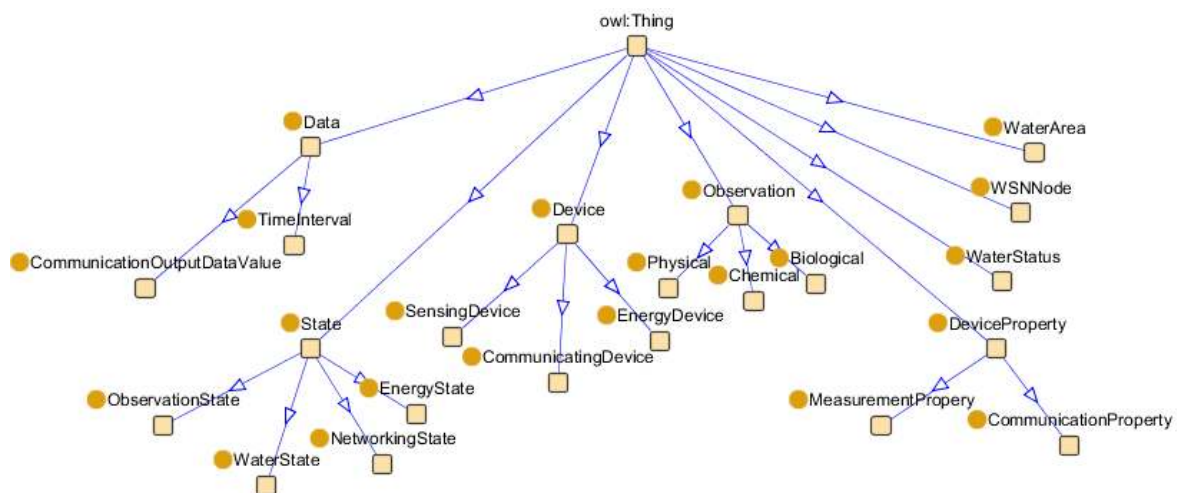 owl:Thing
Data
WaterArea
WSNNode
Observation
Device
TimeInterval
WaterStatus
Biological
Physical
CommunicationOutputDataValue
Chemical
SensingDevice
EnergyDevice
State
DeviceProperty
CommunicatingDevice
EnergyState
ObservationState
MeasurementPropery
CommunicationProperty
NetworkingState
WaterState